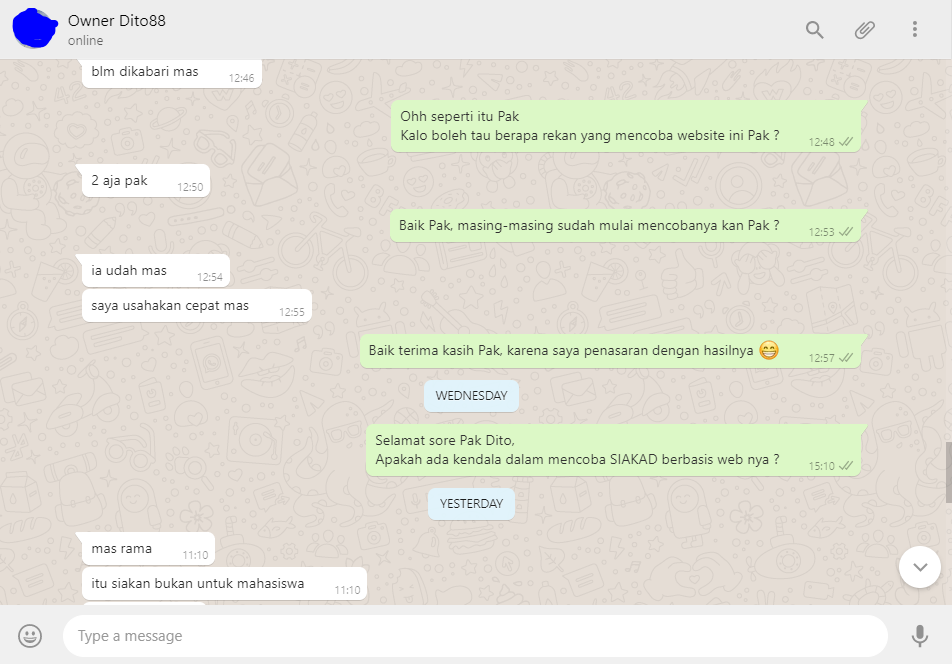 Owner Dito88
online
blm dikabari mas
12:46
Ohh seperti itu Pak
Kalo boleh tau berapa rekan yang mencoba website ini Pak ?
12:48
2 aja pak
12:50
Baik Pak, masing-masing sudah mulai mencobanya kan Pak ?
12:53
ia udah mas
12:54
saya usahakan cepat mas
12:55
Baik terima kasih Pak, karena saya penasaran dengan hasilnya 😁
12:57
WEDNESDAY
Selamat sore Pak Dito,
Apakah ada kendala dalam mencoba SIAKAD berbasis web nya ?
15:10
YESTERDAY
mas rama
11:10
itu siakan bukan untuk mahasiswa
11:10
Type a message